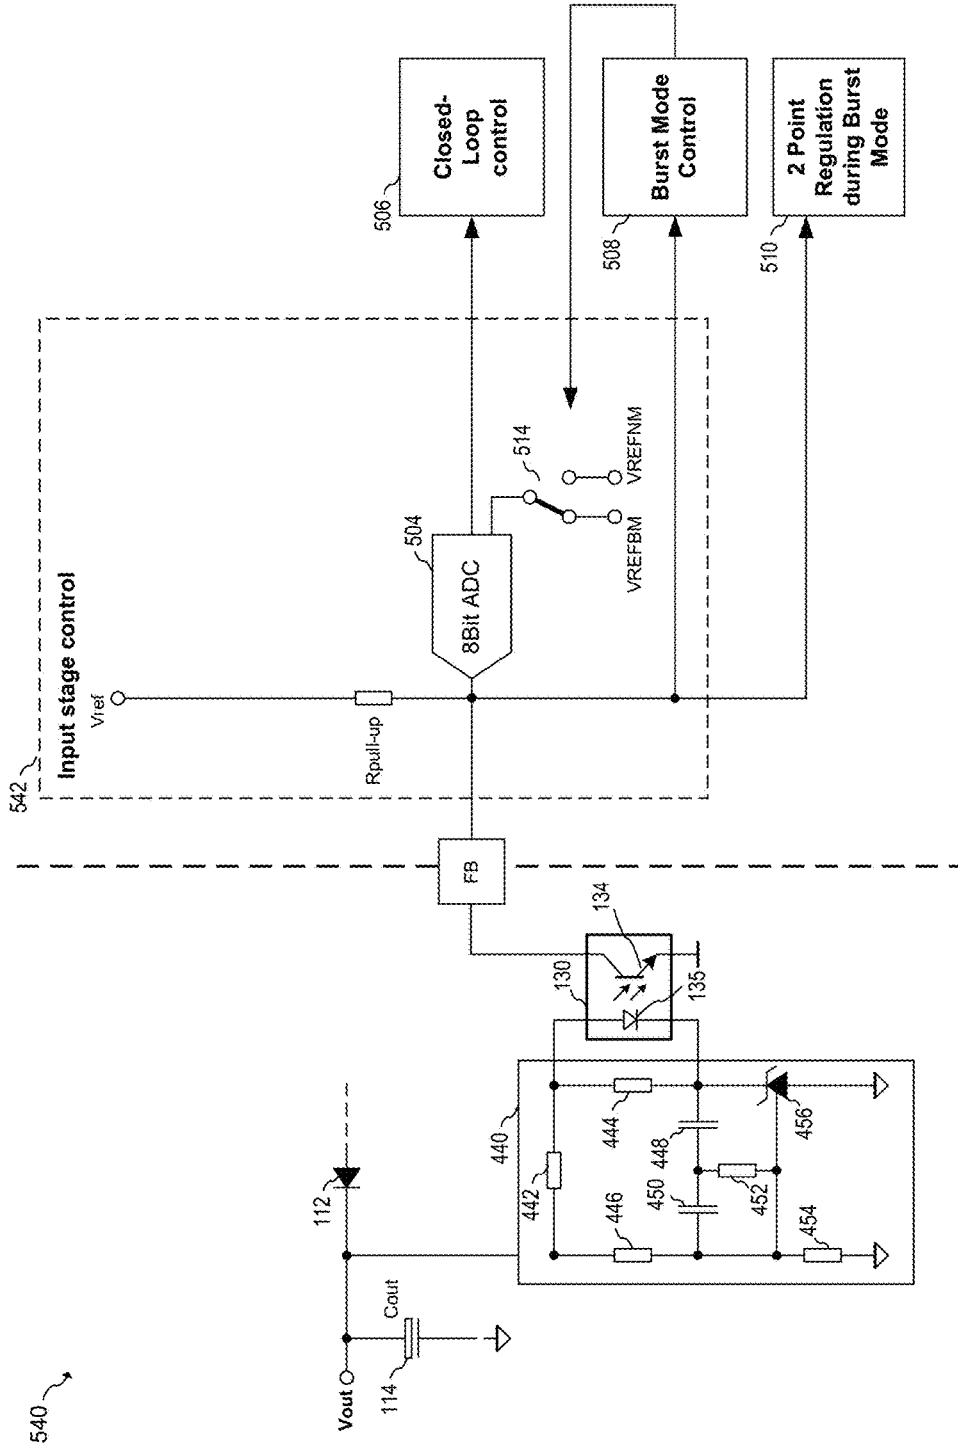 540
Vout
114
Cout
112
440
442
444
446
448
450
452
454
456
130
134
135
FB
542
Input stage control
Vref
Rpull-up
8Bit ADC
504
514
VREFBM
VREFNM
506
Closed-
Loop
control
508
Burst Mode
Control
510
2 Point
Regulation
during Burst
Mode